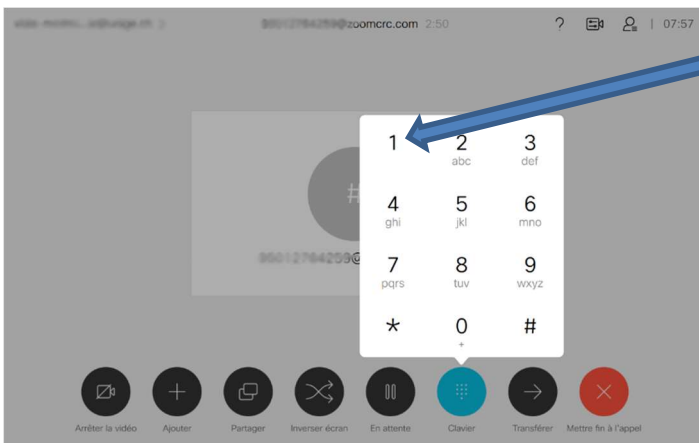 zoomcrc.com 2:50 ? 07:57
#
1 2 3
abc def
4 5 6
ghi jkl mno
7 8 9
pqrs tuv wxyz
* 0 #
+
Arrêter la vidéo Ajouter Partager Inverser écran En attente Clavier Transférer Mettre fin à l'appel